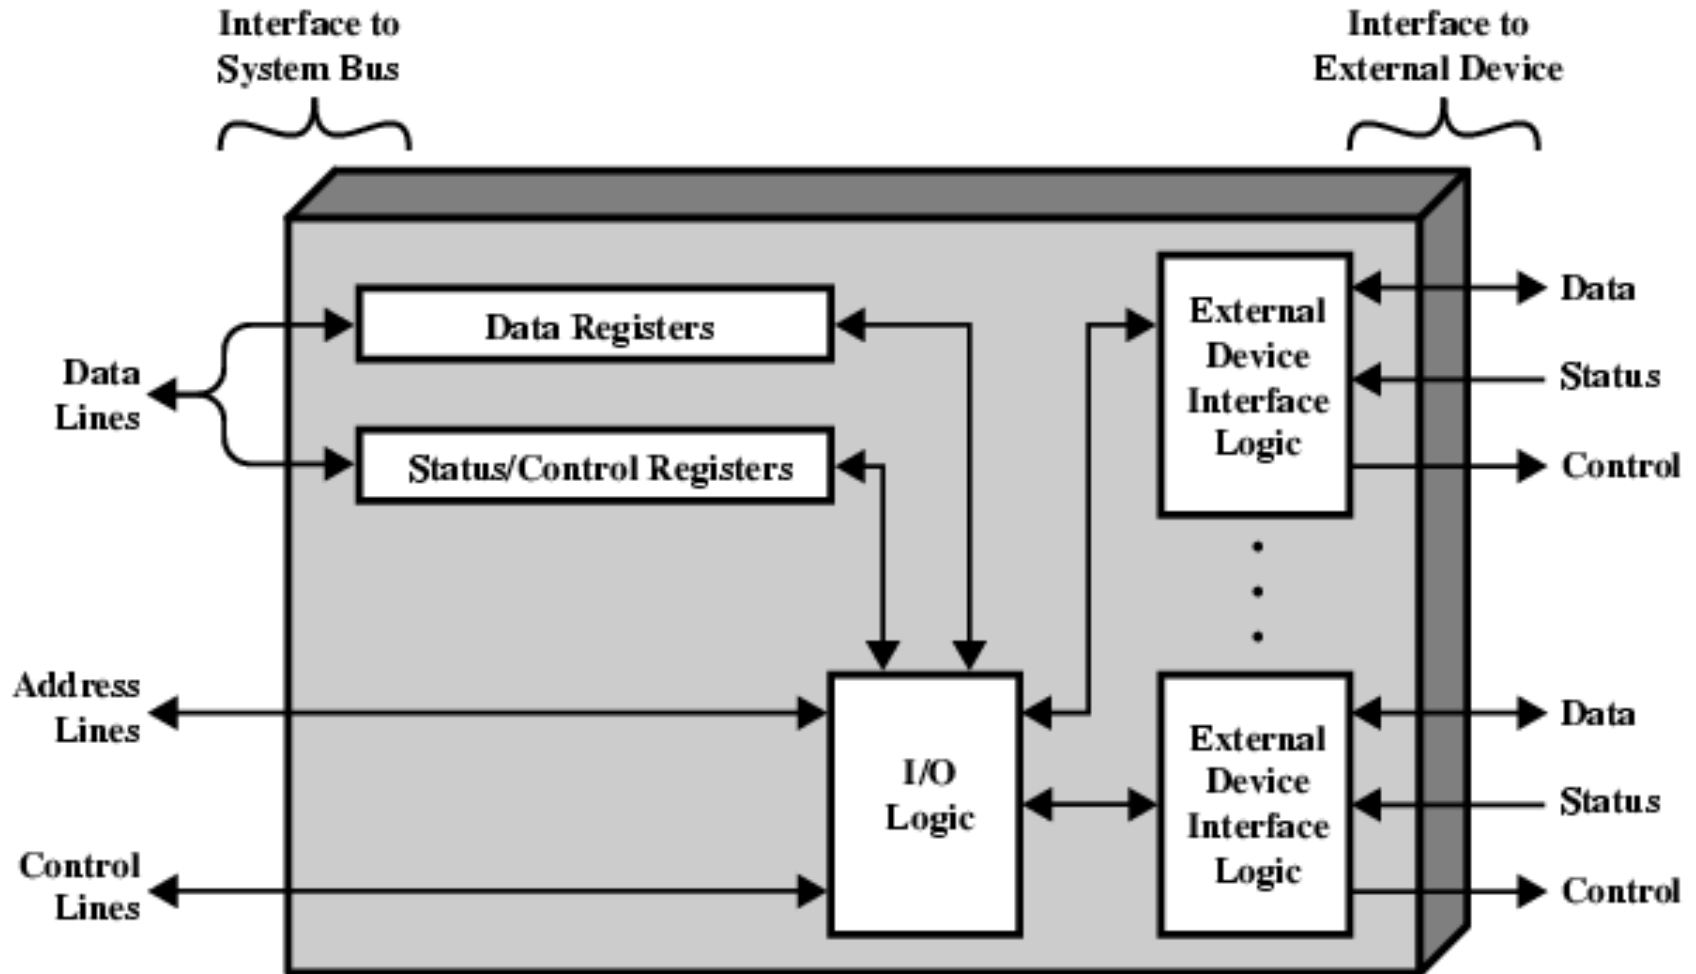 Interface to
System Bus
Interface to
External Device
Data Registers
Status/Control Registers
Data
Lines
Address
Lines
Control
Lines
I/O
Logic
External
Device
Interface
Logic
Data
Status
Control
External
Device
Interface
Logic
Data
Status
Control